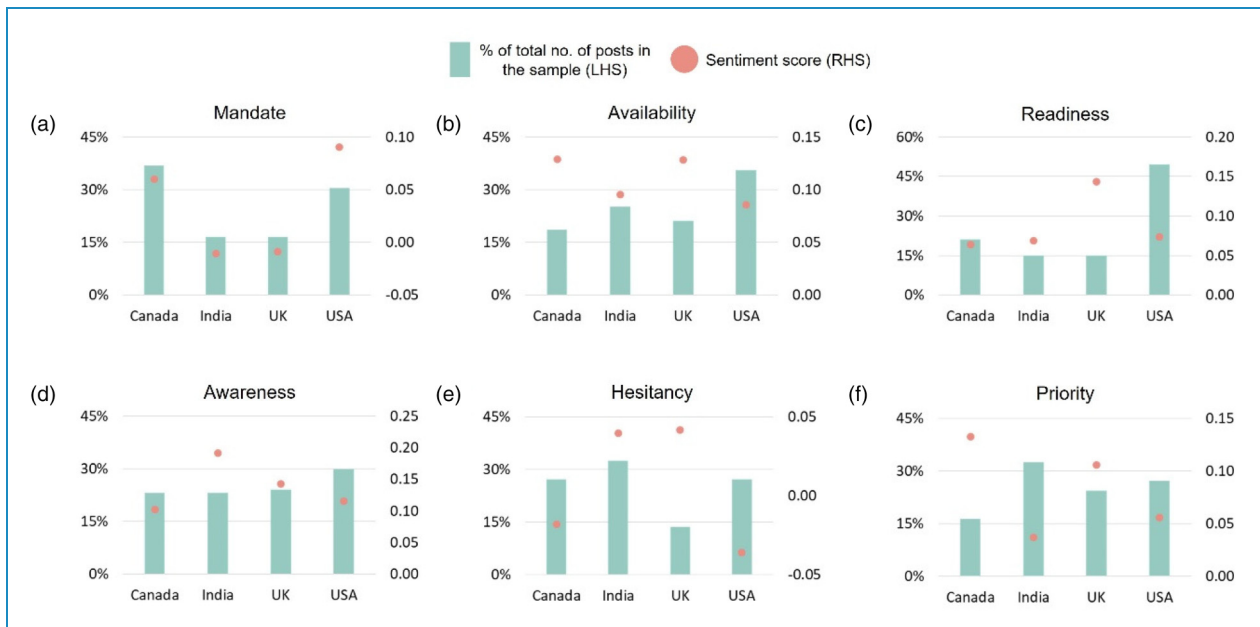 % of total no. of posts in
the sample (LHS)
Sentiment score (RHS)
(a)
Mandate
45%
30%
15%
0%
0.10
0.05
0.00
-0.05
Canada India UK USA
(b)
Availability
45%
30%
15%
0%
0.15
0.10
0.05
0.00
Canada India UK USA
(c)
Readiness
60%
45%
30%
15%
0%
0.20
0.15
0.10
0.05
0.00
Canada India UK USA
(d)
Awareness
45%
30%
15%
0%
0.25
0.20
0.15
0.10
0.05
0.00
Canada India UK USA
(e)
Hesitancy
45%
30%
15%
0%
0.05
0.00
-0.05
Canada India UK USA
(f)
Priority
45%
30%
15%
0%
0.15
0.10
0.05
0.00
Canada India UK USA